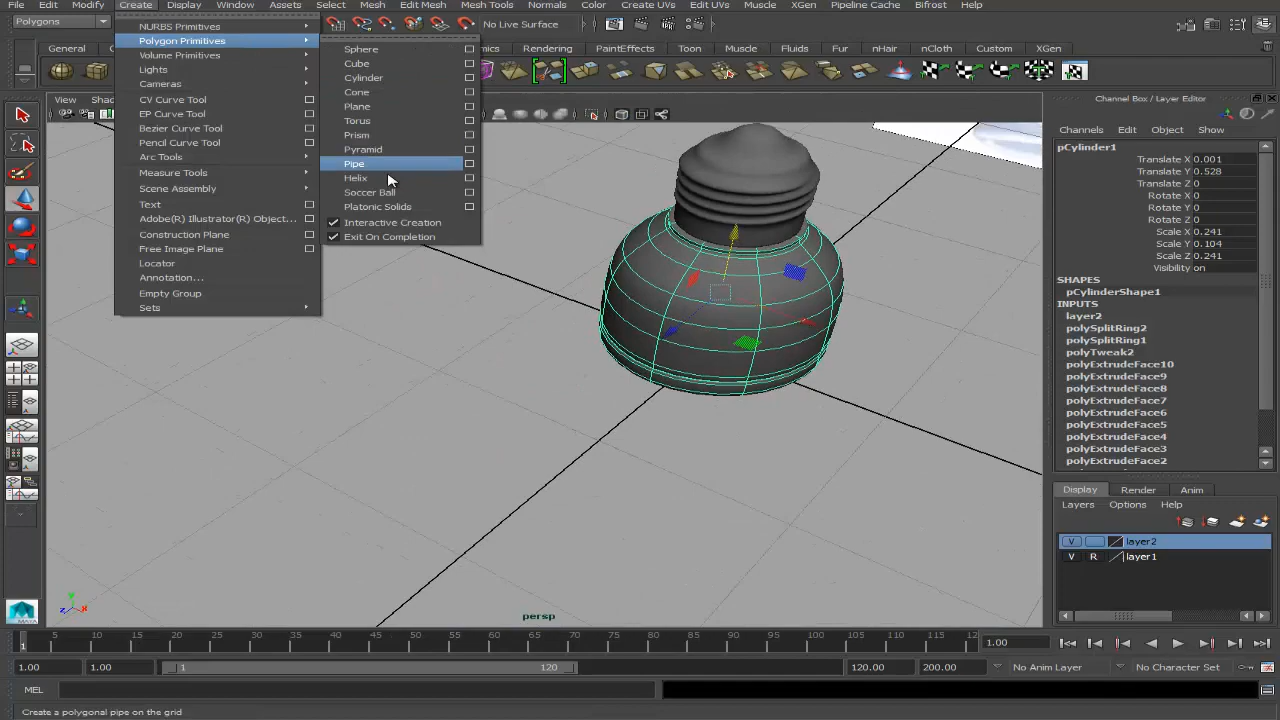 File Edit Modify Create Display Window Assets Select Mesh Edit Mesh Mesh Tools Normals Color Create UVs Edit UVs Muscle XGen Pipeline Cache Bifrost Help
Polygons
No Live Surface
General
Rendering PaintEffects Toon Muscle Fluids Fur nHair nCloth Custom XGen
View
NURBS Primitives
Polygon Primitives
Volume Primitives
Lights
Cameras
CV Curve Tool
EP Curve Tool
Bezier Curve Tool
Pencil Curve Tool
Arc Tools
Measure Tools
Scene Assembly
Text
Adobe(R) Illustrator(R) Object...
Construction Plane
Free Image Plane
Locator
Annotation...
Empty Group
Sets
Sphere
Cube
Cylinder
Cone
Plane
Torus
Prism
Pyramid
Pipe
Helix
Soccer Ball
Platonic Solids
Interactive Creation
Exit On Completion
Channel Box / Layer Editor
Channels Edit Object Show
pCylinder1
Translate X 0.001
Translate Y 0.528
Translate Z 0
Rotate X 0
Rotate Y 0
Rotate Z 0
Scale X 0.241
Scale Y 0.104
Scale Z 0.241
Visibility on
SHAPES
pCylinderShape1
INPUTS
layer2
polySplitRing2
polySplitRing1
polyTweak2
polyExtrudeFace10
polyExtrudeFace9
polyExtrudeFace8
polyExtrudeFace7
polyExtrudeFace6
polyExtrudeFace5
polyExtrudeFace4
polyExtrudeFace3
polyExtrudeFace2
Display Render Anim
Layers Options Help
V layer2
V R layer1
y
z x
persp
5 10 15 20 25 30 35 40 45 50 55 60 65 70 75 80 85 90 95 100 105 110 115 12
1
1.00
1.00 1.00 1 120 120.00 200.00 No Anim Layer No Character Set
MEL
Create a polygonal pipe on the grid